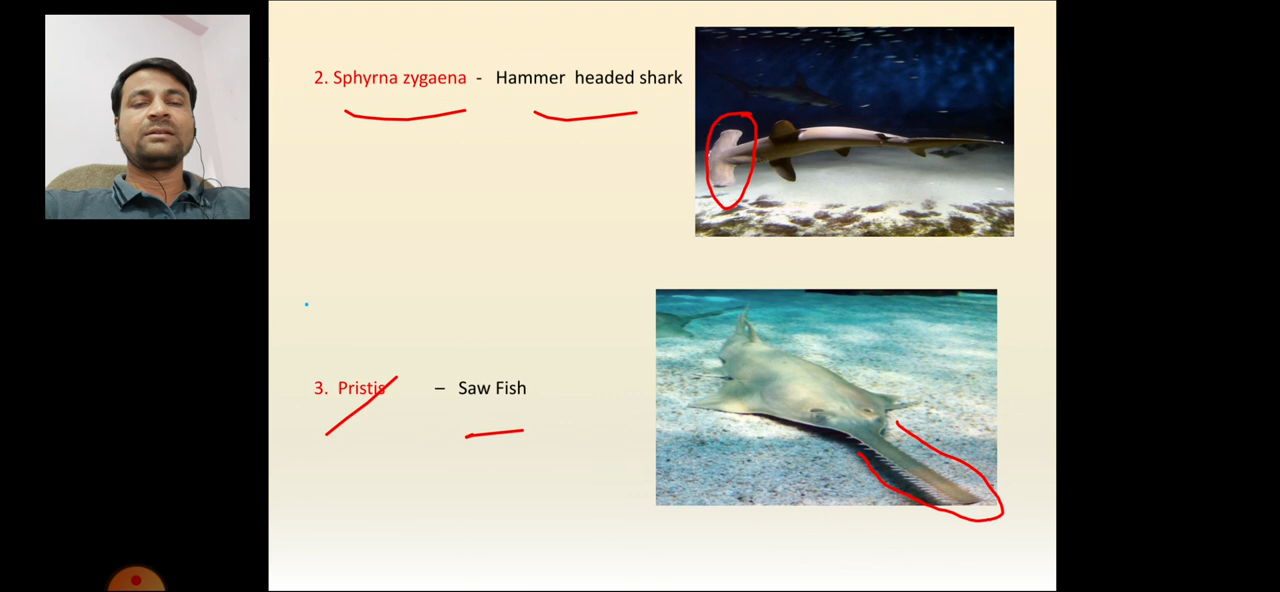 2. Sphyrna zygaena - Hammer headed shark
3. Pristis – Saw Fish